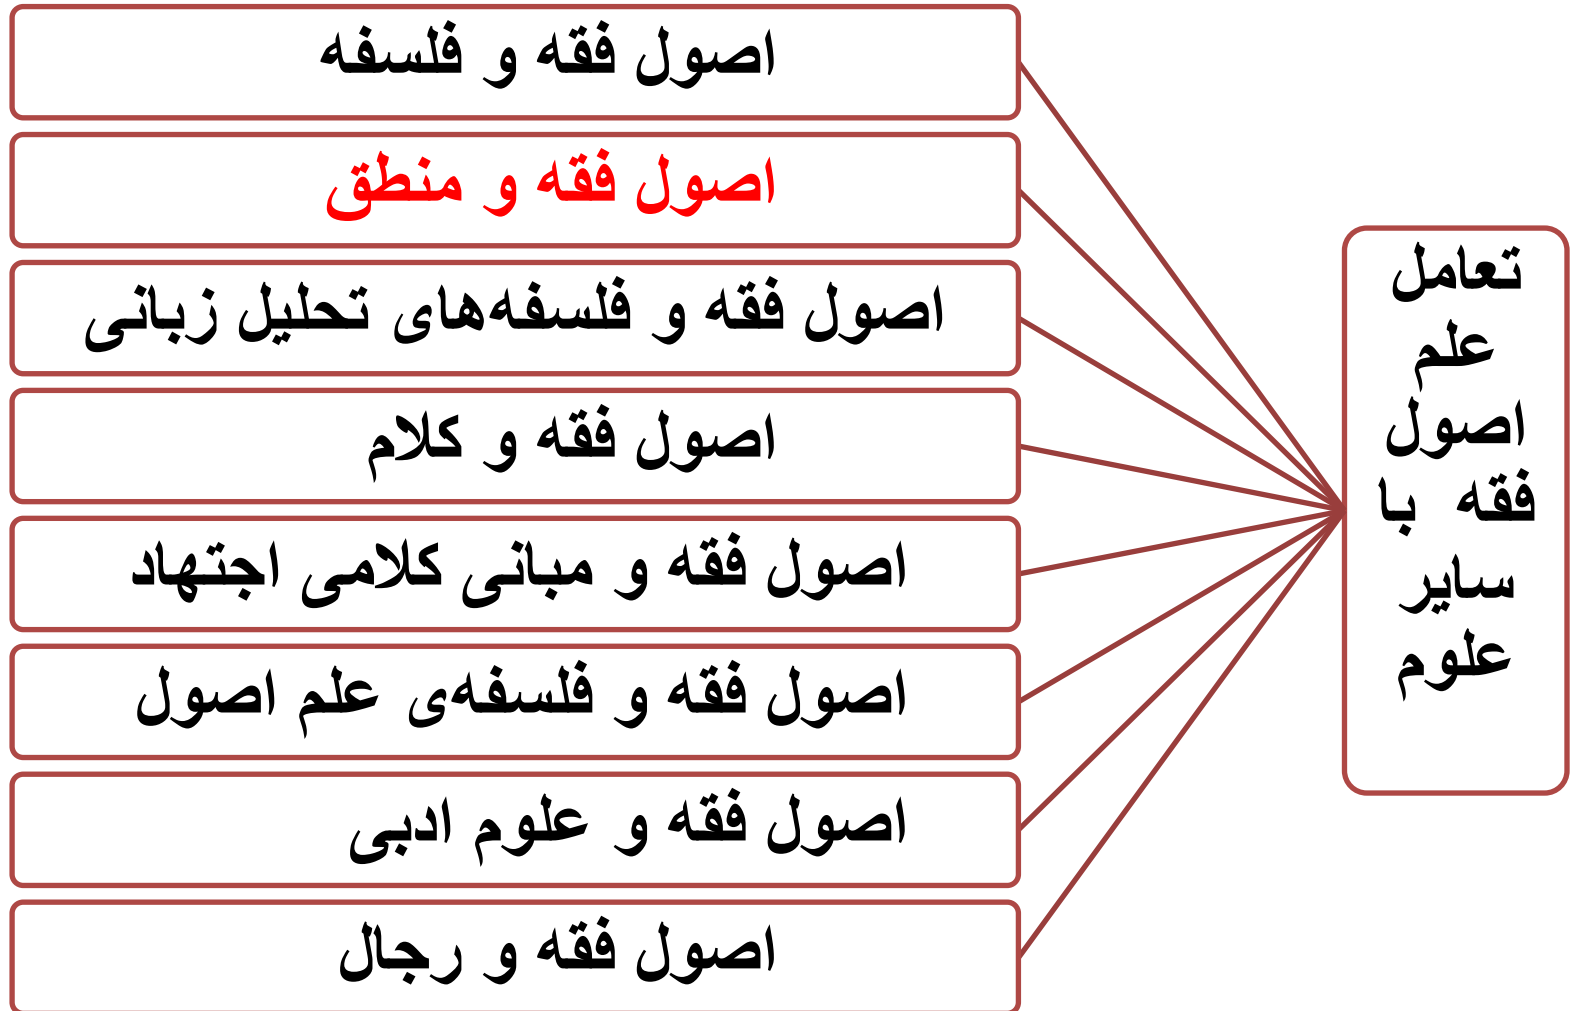 تعامل
علم
اصول
فقه با
سایر
علوم
اصول فقه و فلسفه
اصول فقه و منطق
اصول فقه و فلسفه‌های تحلیل زبانی
اصول فقه و کلام
اصول فقه و مبانی کلامی اجتهاد
اصول فقه و فلسفه‌ی علم اصول
اصول فقه و علوم ادبی
اصول فقه و رجال